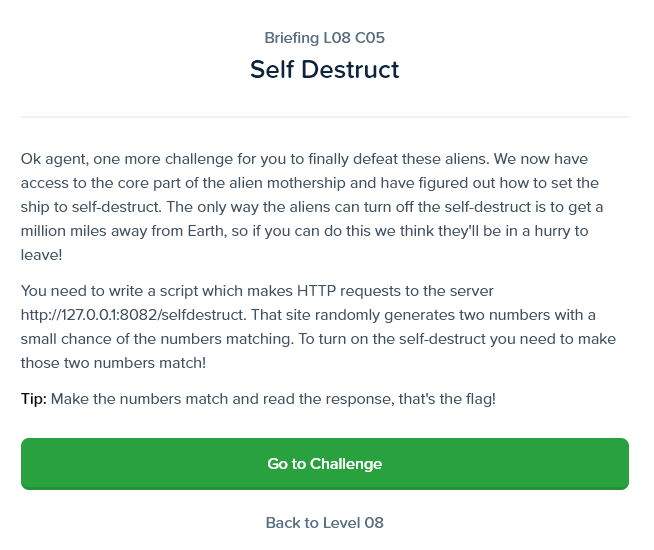 Briefing L08 C05
Self Destruct
Ok agent, one more challenge for you to finally defeat these aliens. We now have
access to the core part of the alien mothership and have figured out how to set the
ship to self-destruct. The only way the aliens can turn off the self-destruct is to get a
million miles away from Earth, so if you can do this we think they'll be in a hurry to
leave!
You need to write a script which makes HTTP requests to the server
http://127.0.0.1:8082/selfdestruct. That site randomly generates two numbers with a
small chance of the numbers matching. To turn on the self-destruct you need to make
those two numbers match!
Tip: Make the numbers match and read the response, that's the flag!
Go to Challenge
Back to Level 08